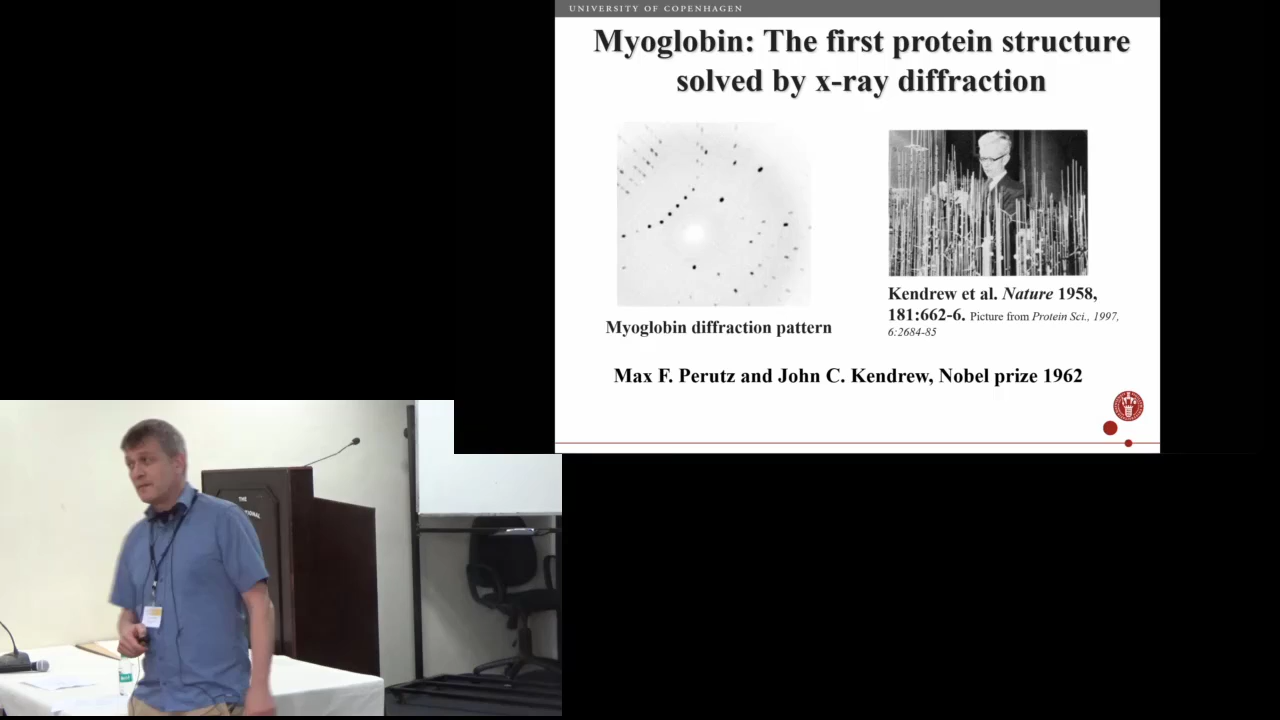 UNIVERSITY OF COPENHAGEN
Myoglobin: The first protein structure
solved by x-ray diffraction
Myoglobin diffraction pattern
Kendrew et al. Nature 1958,
181:662-6. Picture from Protein Sci., 1997,
6:2684-85
Max F. Perutz and John C. Kendrew, Nobel prize 1962
THE